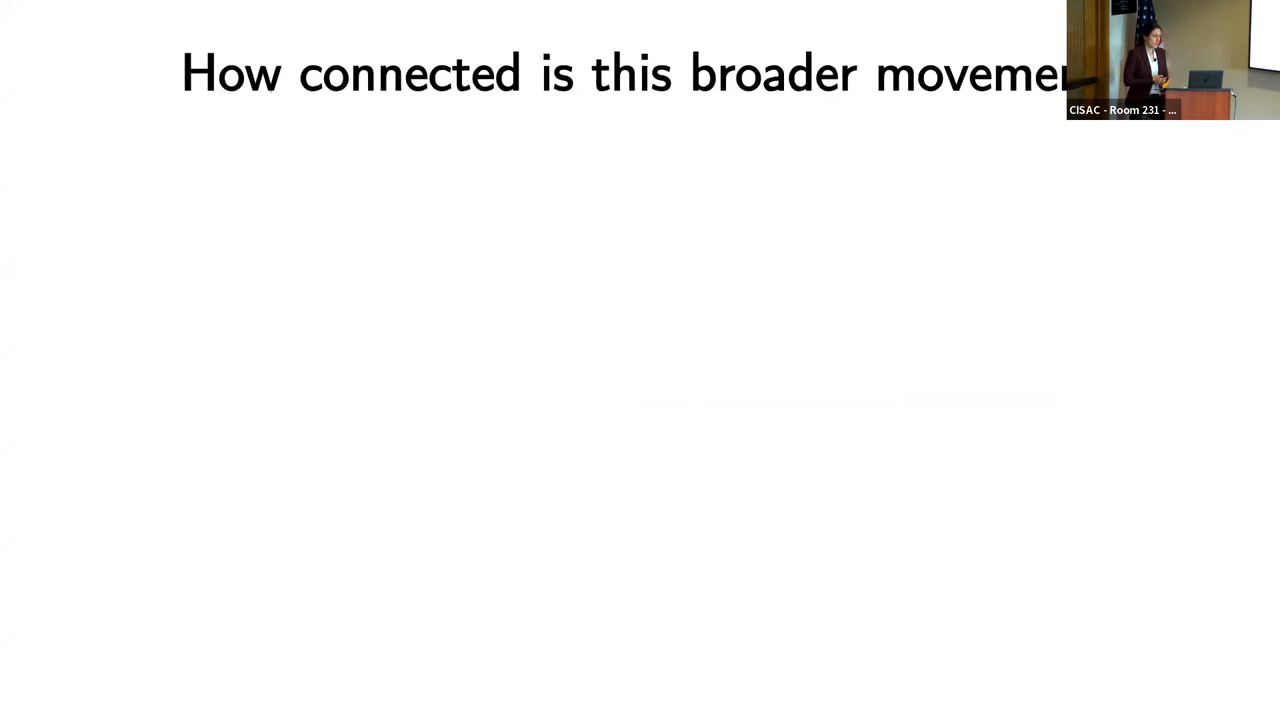 How connected is this broader movemen
CISAC - Room 231 - ...